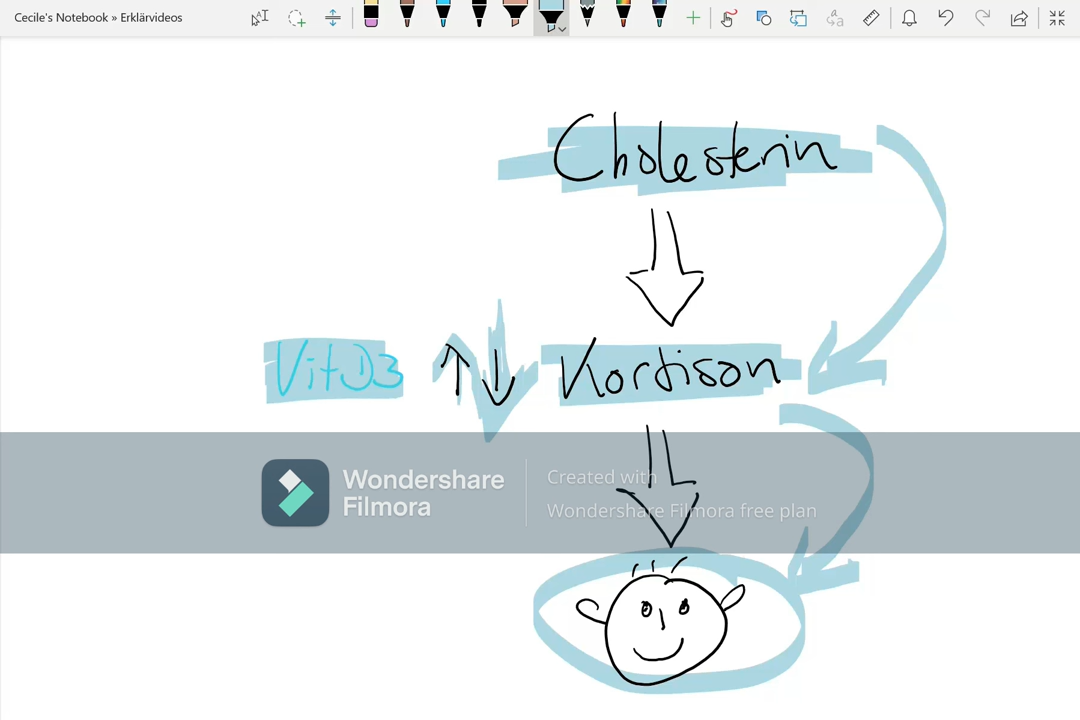 Cecile's Notebook » Erklärvideos
Cholesterin
VitD3 ↑↓ Kortison
Wondershare
Filmora
Created with
Wondershare Filmora free plan